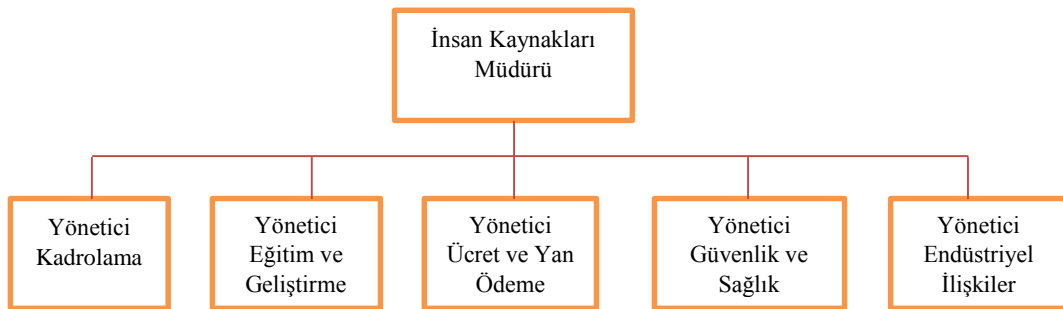 İnsan Kaynakları
Müdürü
Yönetici
Kadrolama
Yönetici
Eğitim ve
Geliştirme
Yönetici
Ücret ve Yan
Ödeme
Yönetici
Güvenlik ve
Sağlık
Yönetici
Endüstriyel
İlişkiler